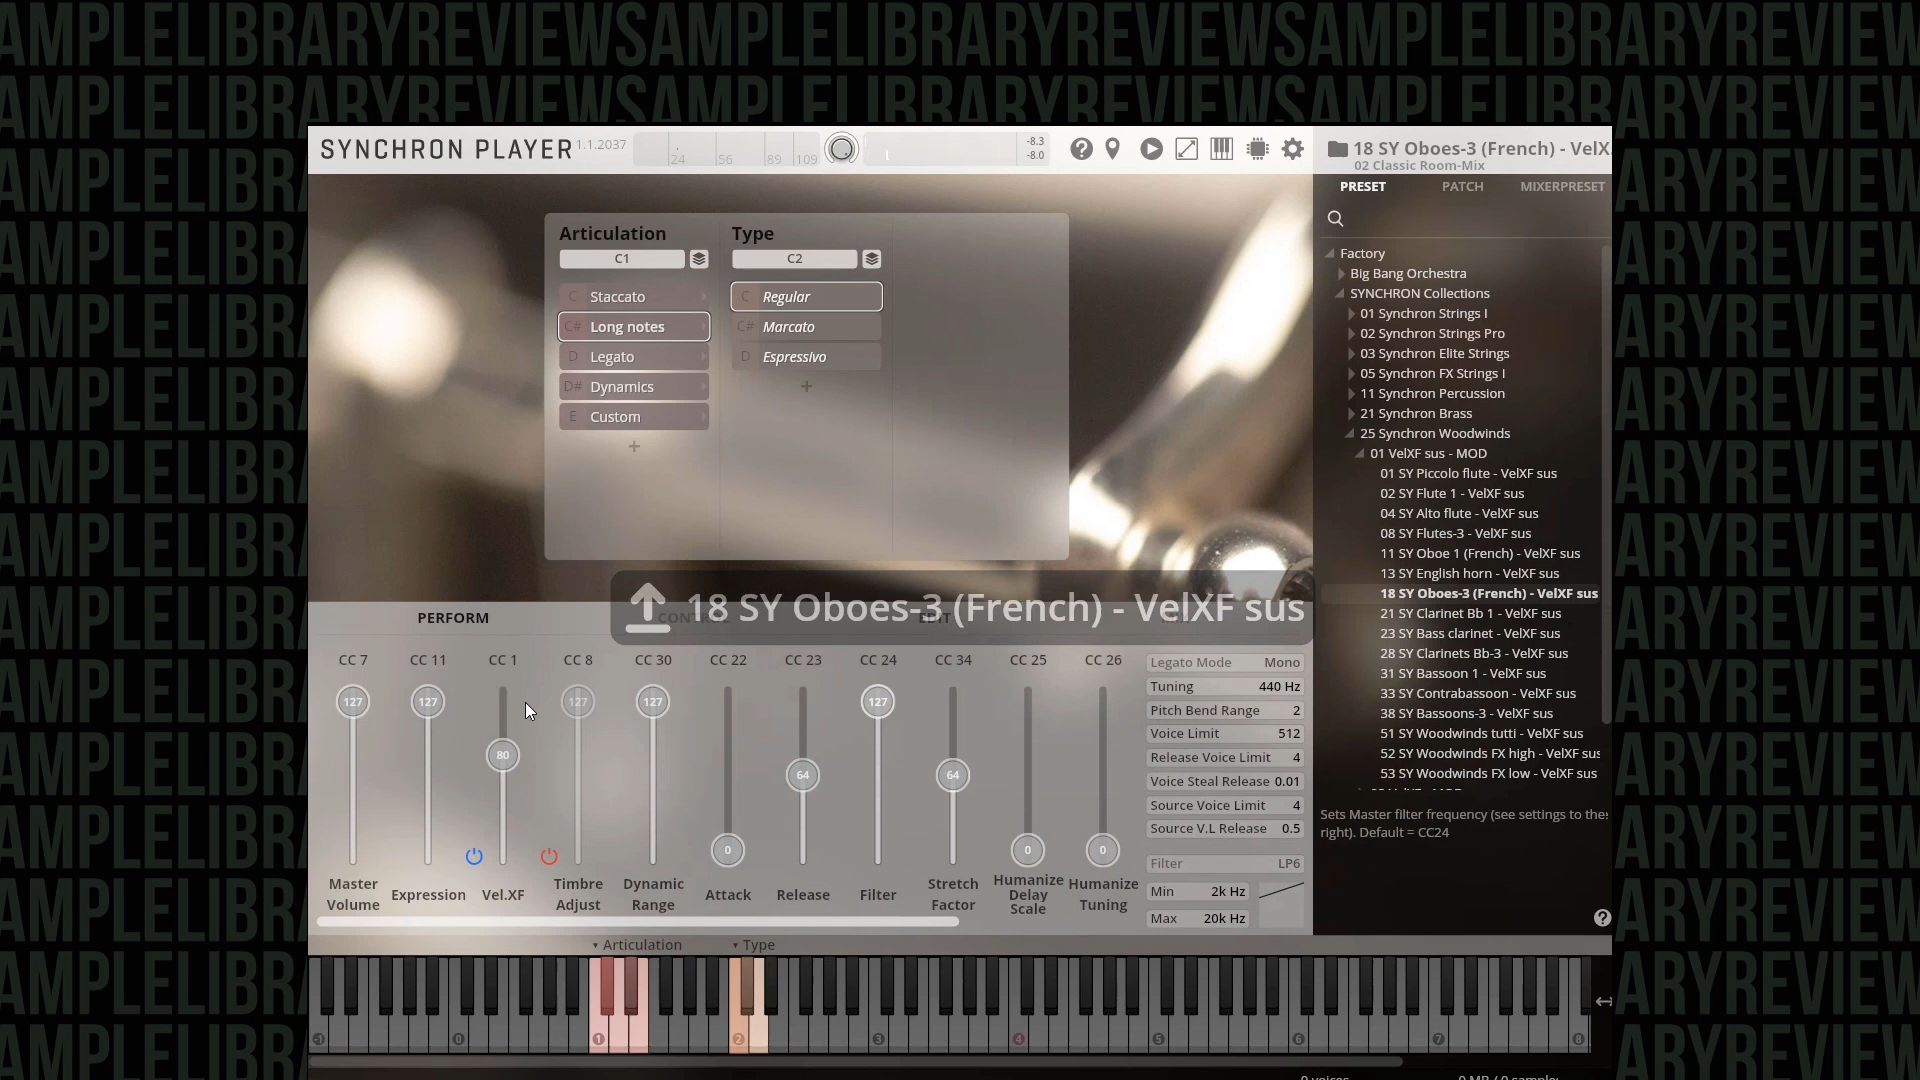 SAMPLELIBRARYREVIEWSAMPLELIBRARYREVIEWSAMPLELIBRARYREVIEW
SYNCHRON PLAYER 1.1.2037
24 56 89 109
-8.3
-8.0
18 SY Oboes-3 (French) - VelX
02 Classic Room-Mix
PRESET PATCH MIXERPRESET
Articulation Type
C1 C2
C Staccato
C# Long notes
D Legato
D# Dynamics
E Custom
+
C Regular
C# Marcato
D Espressivo
+
Factory
Big Bang Orchestra
SYNCHRON Collections
01 Synchron Strings I
02 Synchron Strings Pro
03 Synchron Elite Strings
05 Synchron FX Strings I
11 Synchron Percussion
21 Synchron Brass
25 Synchron Woodwinds
01 VelXF sus - MOD
01 SY Piccolo flute - VelXF sus
02 SY Flute 1 - VelXF sus
04 SY Alto flute - VelXF sus
08 SY Flutes-3 - VelXF sus
11 SY Oboe 1 (French) - VelXF sus
13 SY English horn - VelXF sus
18 SY Oboes-3 (French) - VelXF sus
21 SY Clarinet Bb 1 - VelXF sus
23 SY Bass clarinet - VelXF sus
28 SY Clarinets Bb-3 - VelXF sus
31 SY Bassoon 1 - VelXF sus
33 SY Contrabassoon - VelXF sus
38 SY Bassoons-3 - VelXF sus
51 SY Woodwinds tutti - VelXF sus
52 SY Woodwinds FX high - VelXF sus
53 SY Woodwinds FX low - VelXF sus
Sets Master filter frequency (see settings to the
right). Default = CC24
18 SY Oboes-3 (French) - VelXF sus
PERFORM CONTROL EDIT
CC 7 CC 11 CC 1 CC 8 CC 30 CC 22 CC 23 CC 24 CC 34 CC 25 CC 26
127 127 80 127 127 0 64 127 64 0 0
Master Volume
Expression
Vel.XF
Timbre Adjust
Dynamic Range
Attack
Release
Filter
Stretch Factor
Humanize Delay Scale
Humanize Tuning
Legato Mode Mono
Tuning 440 Hz
Pitch Bend Range 2
Voice Limit 512
Release Voice Limit 4
Voice Steal Release 0.01
Source Voice Limit 4
Source V.L Release 0.5
Filter LP6
Min 2k Hz
Max 20k Hz
Articulation Type
-1 0 1 2 3 4 5 6 7 8